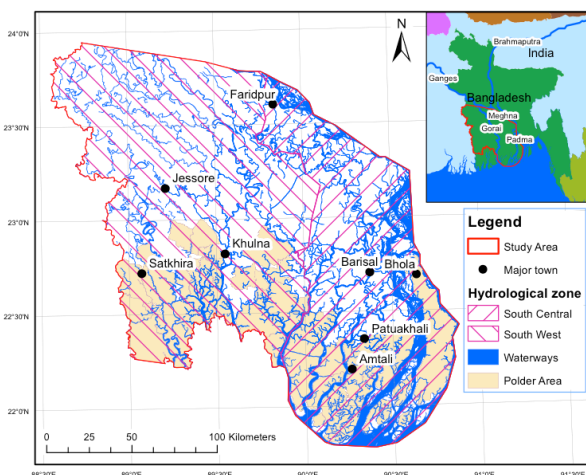 24°0'N
23°30'N
23°0'N
22°30'N
22°0'N
N
Faridpur
Jessore
Khulna
Satkhira
Barisal
Bhola
Patuakhali
Amtali
0 25 50 100 Kilometers
Brahmaputra
India
Ganges
Bangladesh
Meghna
Gorai
Padma
Legend
Study Area
Major town
Hydrological zone
South Central
South West
Waterways
Polder Area